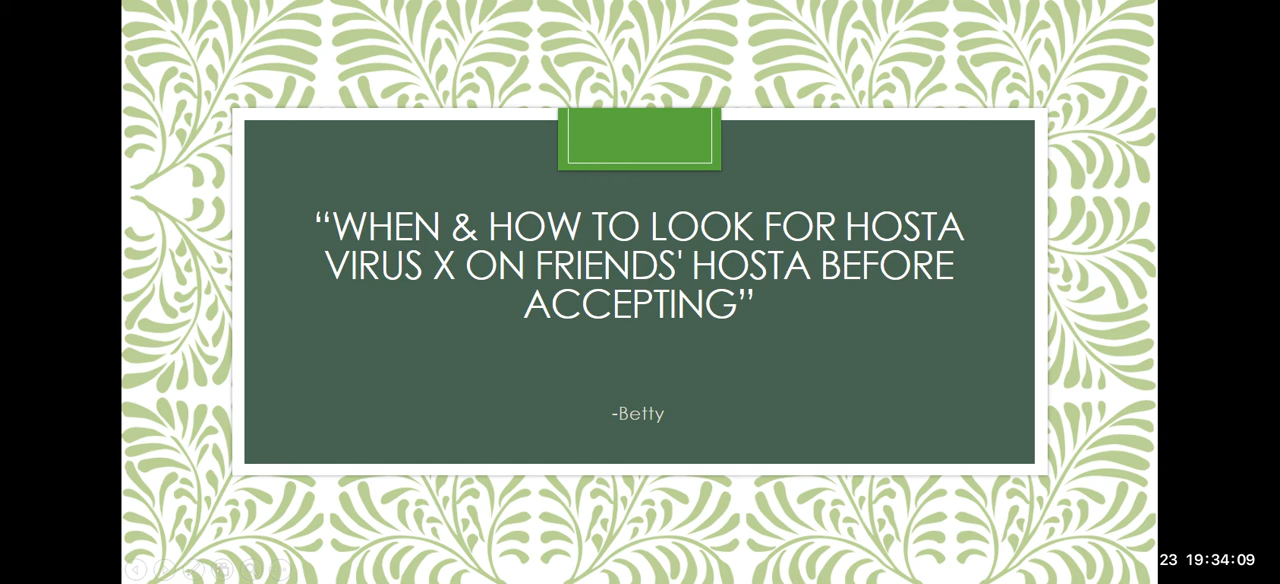 “WHEN & HOW TO LOOK FOR HOSTA
VIRUS X ON FRIENDS' HOSTA BEFORE
ACCEPTING”
-Betty
23 19:34:09